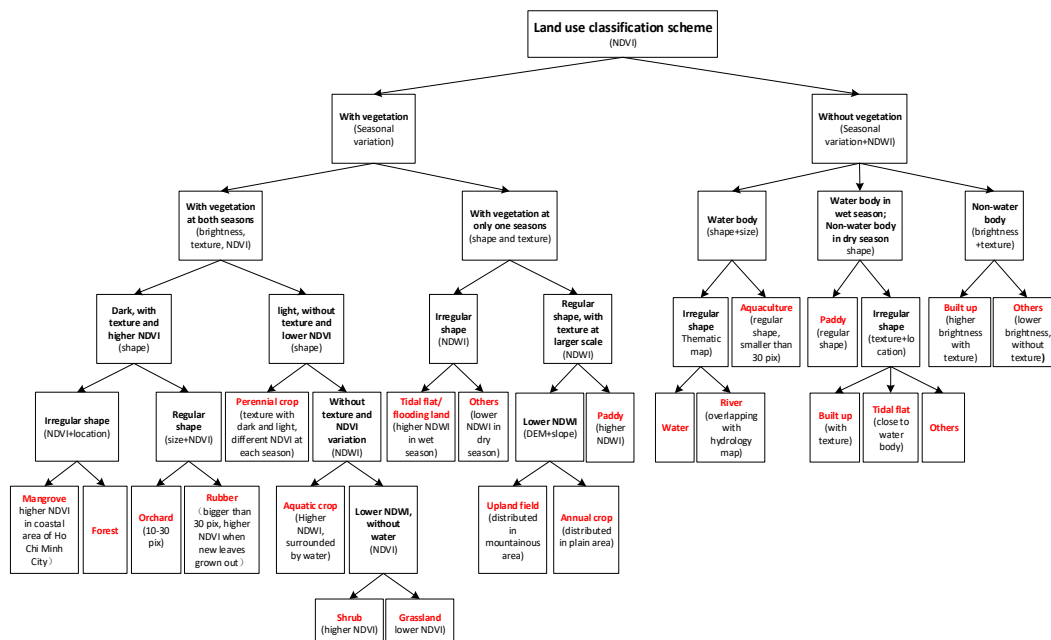 Land use classification scheme
(NDVI)
With vegetation
(Seasonal
variation)
Without vegetation
(Seasonal
variation+NDWI)
With vegetation
at both seasons
(brightness,
texture, NDVI)
With vegetation at
only one seasons
(shape and texture)
Water body
(shape+size)
Water body in
wet season;
Non-water body
in dry season
shape)
Non-water
body
(brightness
+texture)
Dark, with
texture and
higher NDVI
(shape)
light, without
texture and
lower NDVI
(shape)
Irregular
shape
(NDWI)
Regular
shape, with
texture at
larger scale
(NDWI)
Irregular
shape
Thematic
map)
Aquaculture
(regular
shape,
smaller than
30 pix)
Paddy
(regular
shape)
Irregular
shape
(texture+lo
cation)
Built up
(higher
brightness
with
texture)
Others
(lower
brightness,
without
texture)
Irregular shape
(NDVI+location)
Regular
shape
(size+NDVI)
Perennial crop
(texture with
dark and light,
different NDVI at
each season)
Without
texture and
NDVI
variation
(NDWI)
Tidal flat/
flooding land
(higher NDWI
in wet
season)
Others
(lower
NDWI in
dry
season)
Lower NDWI
(DEM+slope)
Paddy
(higher
NDWI)
Water
River
(overlapping
with
hydrology
map)
Built up
(with
texture)
Tidal flat
(close to
water
body)
Others
Mangrove
higher NDVI
in coastal
area of Ho
Chi Minh
City）
Forest
Orchard
(10-30
pix)
Rubber
（bigger than
30 pix, higher
NDVI when
new leaves
grown out）
Aquatic crop
(Higher
NDWI,
surrounded
by water)
Lower NDWI,
without
water
(NDVI)
Upland field
(distributed in
mountainous
area)
Annual crop
(distributed in
plain area)
Shrub
(higher NDVI)
Grassland
lower NDVI)